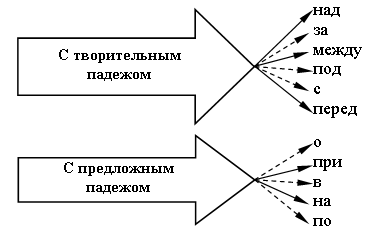 С творительным
падежом
над
за
между
под
с
перед
С предложным
падежом
о
при
в
на
по